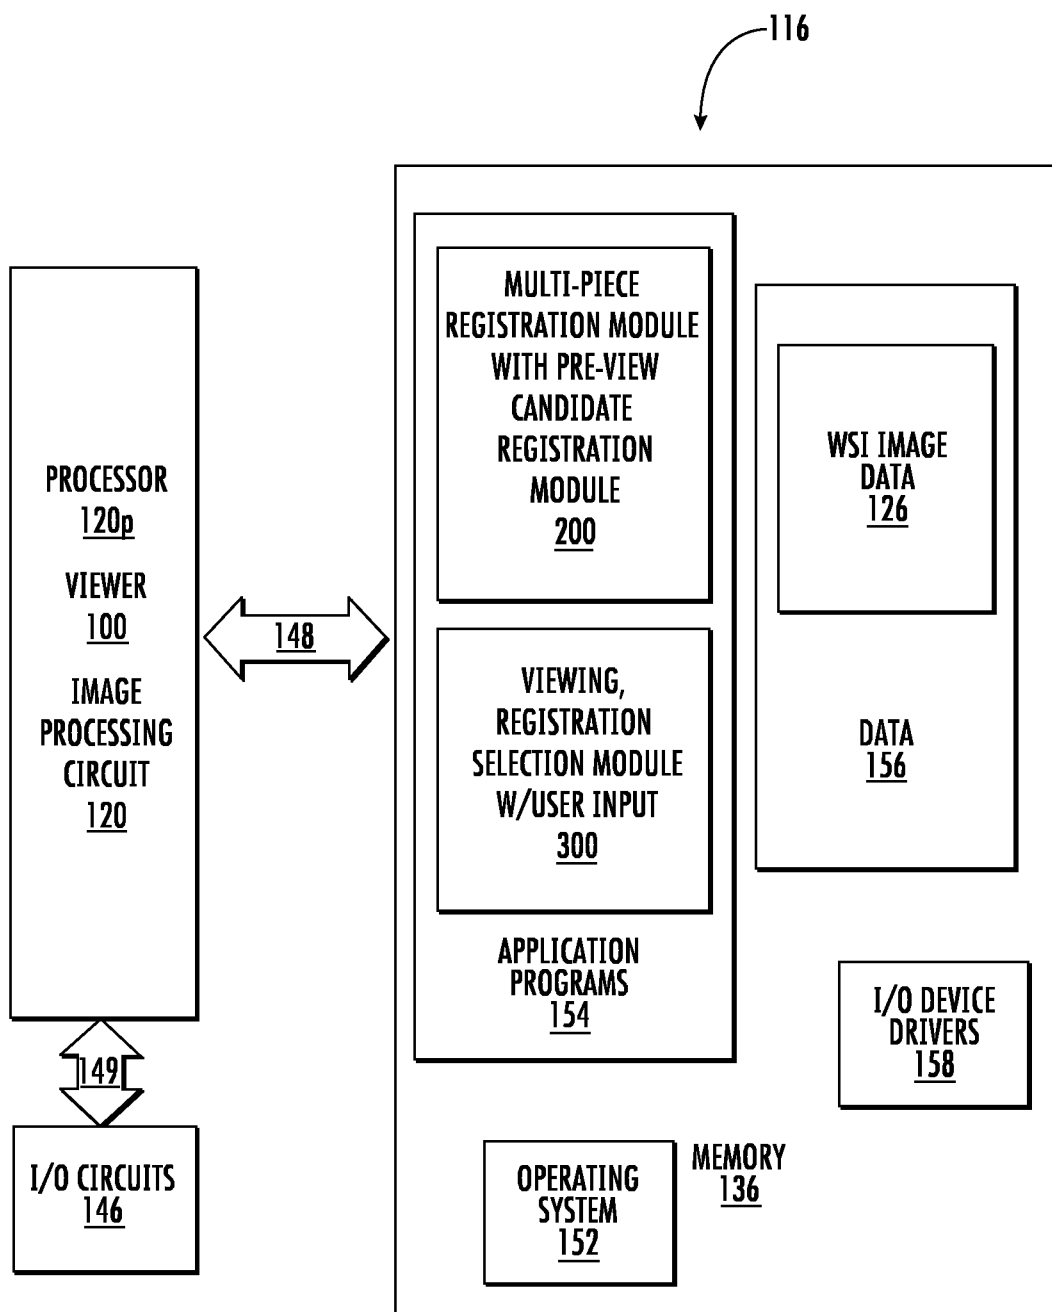 116
MULTI-PIECE
REGISTRATION MODULE
WITH PRE-VIEW
CANDIDATE
REGISTRATION
MODULE
200
WSI IMAGE
DATA
126
PROCESSOR
120p
VIEWER
100
IMAGE
PROCESSING
CIRCUIT
120
148
VIEWING,
REGISTRATION
SELECTION MODULE
W/USER INPUT
300
DATA
156
APPLICATION
PROGRAMS
154
I/O DEVICE
DRIVERS
158
149
I/O CIRCUITS
146
OPERATING
SYSTEM
152
MEMORY
136